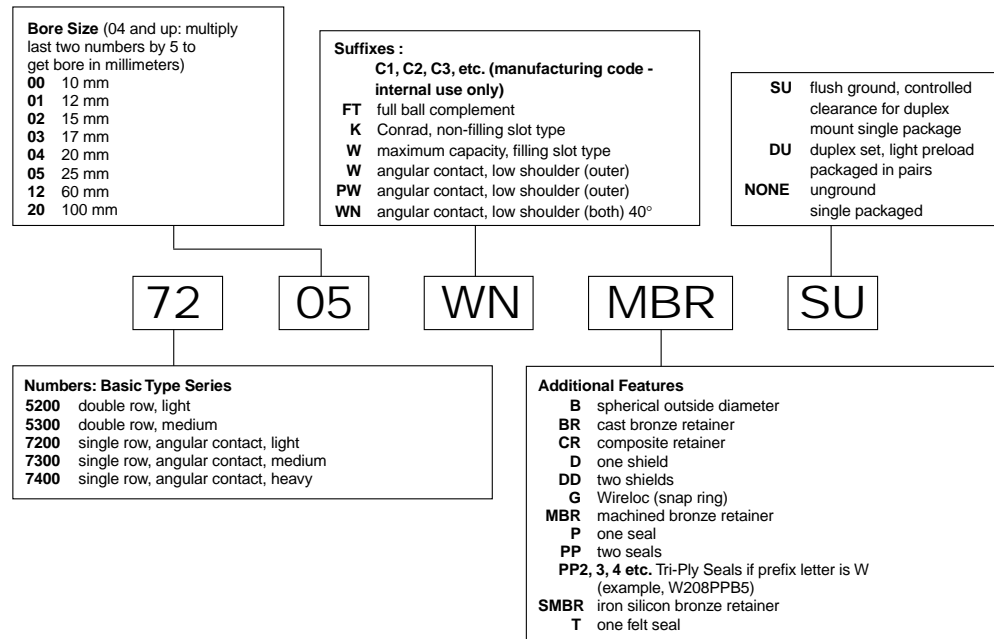 Bore Size (04 and up: multiply
last two numbers by 5 to
get bore in millimeters)
00 10 mm
01 12 mm
02 15 mm
03 17 mm
04 20 mm
05 25 mm
12 60 mm
20 100 mm
Suffixes :
C1, C2, C3, etc. (manufacturing code -
internal use only)
FT full ball complement
K Conrad, non-filling slot type
W maximum capacity, filling slot type
W angular contact, low shoulder (outer)
PW angular contact, low shoulder (outer)
WN angular contact, low shoulder (both) 40°
SU flush ground, controlled
clearance for duplex
mount single package
DU duplex set, light preload
packaged in pairs
NONE unground
single packaged
72 05 WN MBR SU
Numbers: Basic Type Series
5200 double row, light
5300 double row, medium
7200 single row, angular contact, light
7300 single row, angular contact, medium
7400 single row, angular contact, heavy
Additional Features
B spherical outside diameter
BR cast bronze retainer
CR composite retainer
D one shield
DD two shields
G Wireloc (snap ring)
MBR machined bronze retainer
P one seal
PP two seals
PP2, 3, 4 etc. Tri-Ply Seals if prefix letter is W
(example, W208PPB5)
SMBR iron silicon bronze retainer
T one felt seal